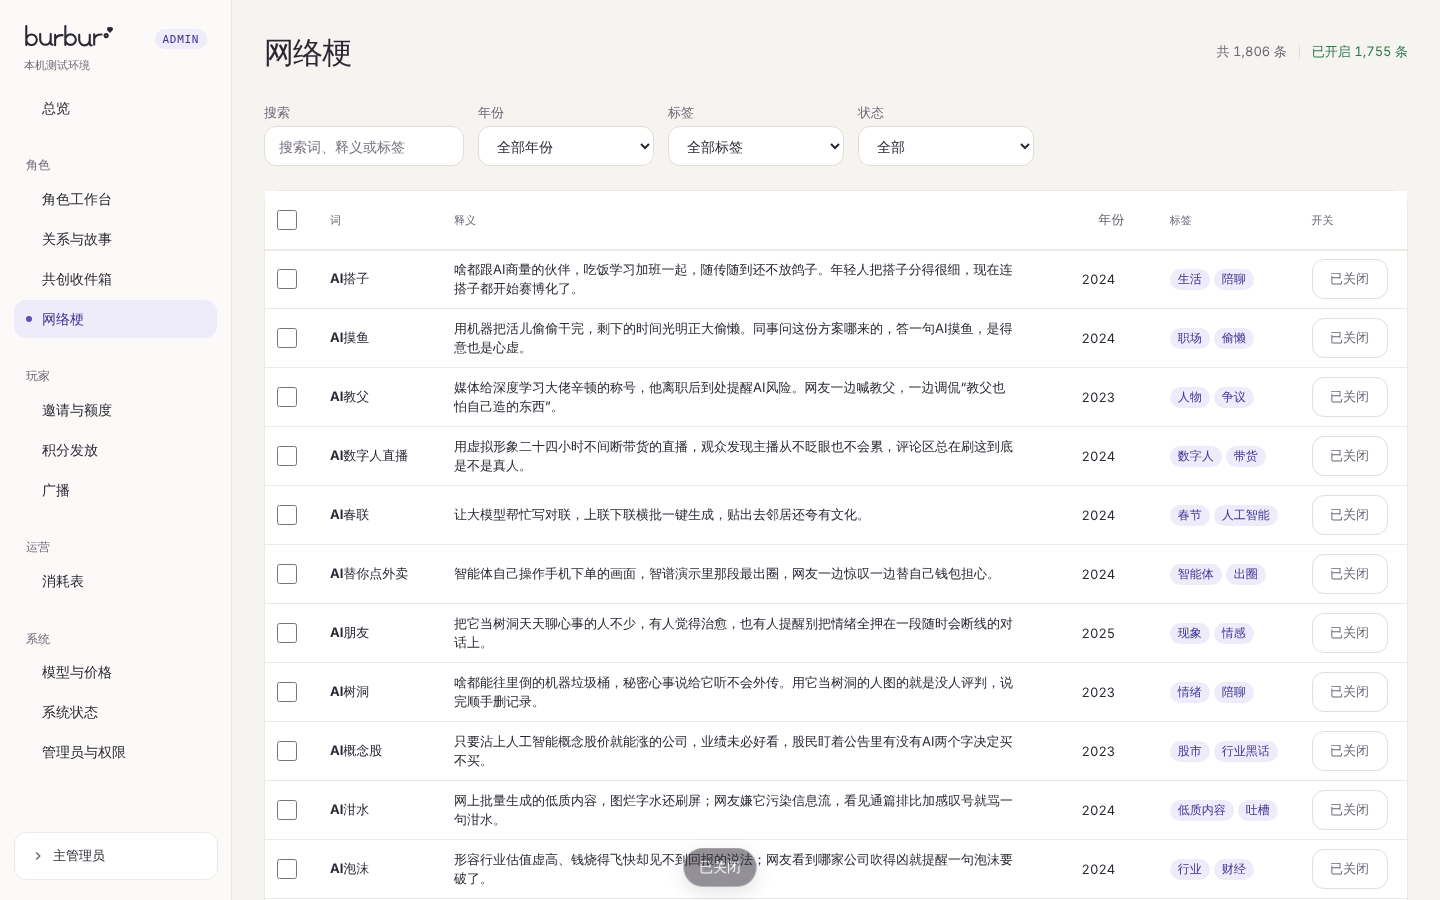 burbur
ADMIN
本机测试环境
总览
角色
角色工作台
关系与故事
共创收件箱
网络梗
玩家
邀请与额度
积分发放
广播
运营
消耗表
系统
模型与价格
系统状态
管理员与权限
主管理员
网络梗
共 1,806 条
已开启 1,755 条
搜索
年份
标签
状态
搜索词、释义或标签
全部年份
全部标签
全部
词
释义
年份
标签
开关
AI搭子
啥都跟AI商量的伙伴，吃饭学习加班一起，随传随到还不放鸽子。年轻人把搭子分得很细，现在连
搭子都开始赛博化了。
2024
生活 陪聊
已关闭
AI摸鱼
用机器把活儿偷偷干完，剩下的时间光明正大偷懒。同事问这份方案哪来的，答一句AI摸鱼，是得
意也是心虚。
2024
职场 偷懒
已关闭
AI教父
媒体给深度学习大佬辛顿的称号，他离职后到处提醒AI风险。网友一边喊教父，一边调侃“教父也
怕自己造的东西”。
2023
人物 争议
已关闭
AI数字人直播
用虚拟形象二十四小时不间断带货的直播，观众发现主播从不眨眼也不会累，评论区总在刷这到底
是不是真人。
2024
数字人 带货
已关闭
AI春联
让大模型帮忙写对联，上联下联横批一键生成，贴出去邻居还夸有文化。
2024
春节 人工智能
已关闭
AI替你点外卖
智能体自己操作手机下单的画面，智谱演示里那段最出圈，网友一边惊叹一边替自己钱包担心。
2024
智能体 出圈
已关闭
AI朋友
把它当树洞天天聊心事的人不少，有人觉得治愈，也有人提醒别把情绪全押在一段随时会断线的对
话上。
2025
现象 情感
已关闭
AI树洞
啥都能往里倒的机器垃圾桶，秘密心事说给它听不会外传。用它当树洞的人图的就是没人评判，说
完顺手删记录。
2023
情绪 陪聊
已关闭
AI概念股
只要沾上人工智能概念股价就能涨的公司，业绩未必好看，股民盯着公告里有没有AI两个字决定买
不买。
2023
股市 行业黑话
已关闭
AI泔水
网上批量生成的低质内容，图烂字水还刷屏；网友嫌它污染信息流，看见通篇排比加感叹号就骂一
句泔水。
2024
低质内容 吐槽
已关闭
AI泡沫
形容行业估值虚高、钱烧得飞快却见不到回报的说法；网友看到哪家公司吹得凶就提醒一句泡沫要
破了。
2024
行业 财经
已关闭
已关闭